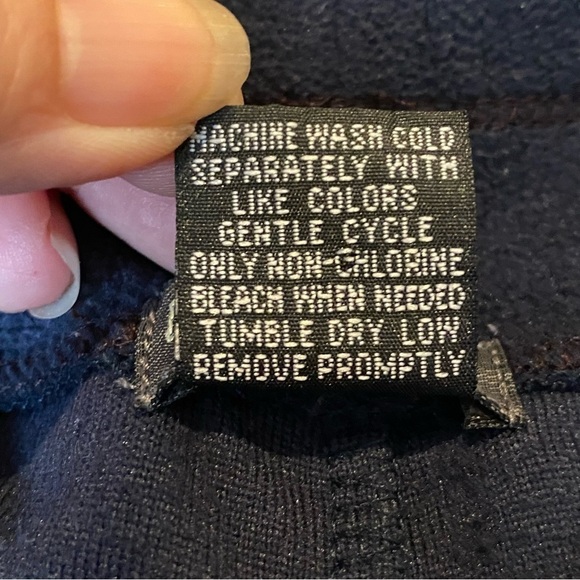 MACHINE WASH COLD
SEPARATELY WITH
LIKE COLORS
GENTLE CYCLE
ONLY NON-CHLORINE
BLEACH WHEN NEEDED
TUMBLE DRY LOW
REMOVE PROMPTLY